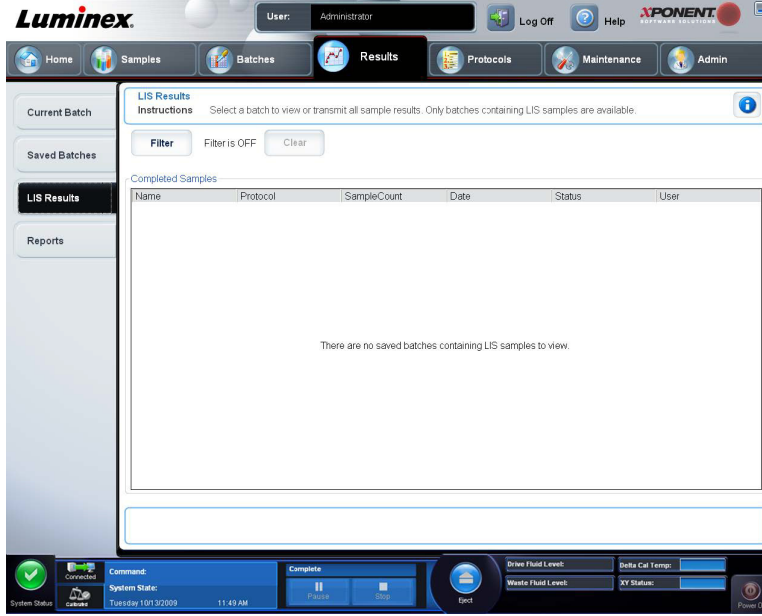 Luminex.
User: Administrator
Log Off
Help
XPONENT.
SOFTWARE SOLUTIONS
Home Samples Batches Results Protocols Maintenance Admin
Current Batch
Saved Batches
LIS Results
Reports
LIS Results
Instructions Select a batch to view or transmit all sample results. Only batches containing LIS samples are available.
Filter Filter is OFF Clear
Completed Samples
Name Protocol SampleCount Date Status User
There are no saved batches containing LIS samples to view.
System Status
Connected
Calibrated
Command:
System State:
Tuesday 10/13/2009 11:49 AM
Complete
Pause Stop
Eject
Drive Fluid Level:
Waste Fluid Level:
Delta Cal Temp:
XY Status: